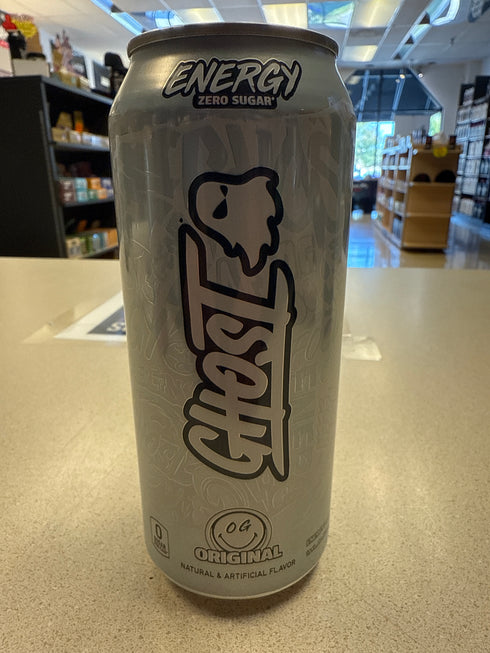 ENERGY
ZERO SUGAR*
GHOST
OG
ORIGINAL
NATURAL & ARTIFICIAL FLAVOR
0